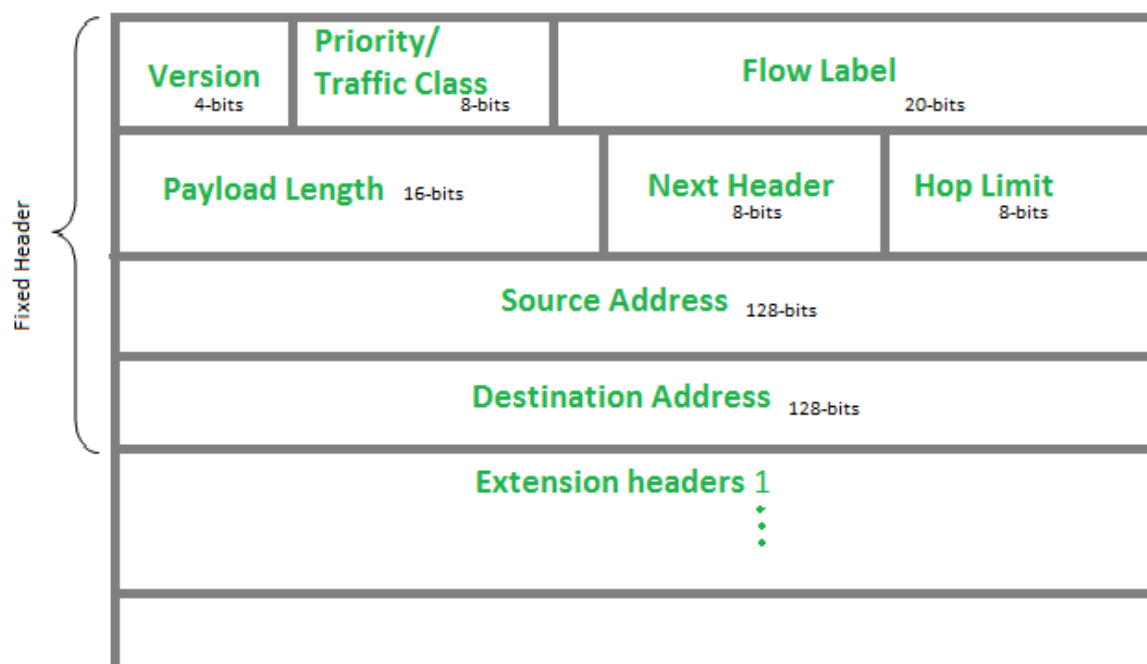 Fixed Header
Version
4-bits
Priority/
Traffic Class
8-bits
Flow Label
20-bits
Payload Length 16-bits
Next Header
8-bits
Hop Limit
8-bits
Source Address 128-bits
Destination Address 128-bits
Extension headers 1